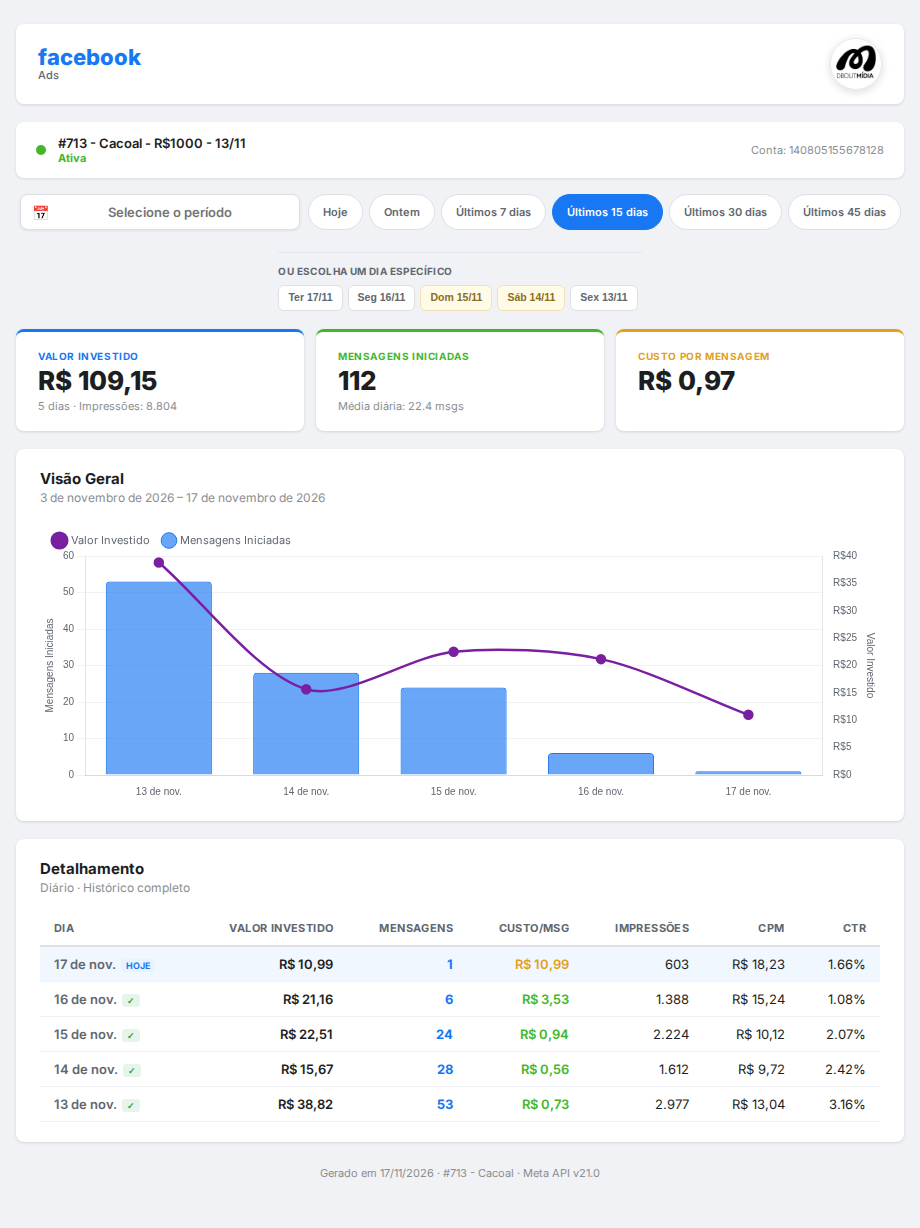 facebook
Ads
DBOUTMÍDIA
#713 - Cacoal - R$1000 - 13/11
Ativa
Conta: 140805155678128
Selecione o período
Hoje
Ontem
Últimos 7 dias
Últimos 15 dias
Últimos 30 dias
Últimos 45 dias
OU ESCOLHA UM DIA ESPECÍFICO
Ter 17/11
Seg 16/11
Dom 15/11
Sáb 14/11
Sex 13/11
VALOR INVESTIDO
R$ 109,15
5 dias · Impressões: 8.804
MENSAGENS INICIADAS
112
Média diária: 22.4 msgs
CUSTO POR MENSAGEM
R$ 0,97
Visão Geral
3 de novembro de 2026 – 17 de novembro de 2026
Valor Investido
Mensagens Iniciadas
60
50
40
30
20
10
0
Mensagens Iniciadas
R$40
R$35
R$30
R$25
R$20
R$15
R$10
R$5
R$0
Valor Investido
13 de nov.
14 de nov.
15 de nov.
16 de nov.
17 de nov.
Detalhamento
Diário · Histórico completo
DIA VALOR INVESTIDO MENSAGENS CUSTO/MSG IMPRESSÕES CPM CTR
17 de nov. HOJE R$ 10,99 1 R$ 10,99 603 R$ 18,23 1.66%
16 de nov. ✓ R$ 21,16 6 R$ 3,53 1.388 R$ 15,24 1.08%
15 de nov. ✓ R$ 22,51 24 R$ 0,94 2.224 R$ 10,12 2.07%
14 de nov. ✓ R$ 15,67 28 R$ 0,56 1.612 R$ 9,72 2.42%
13 de nov. ✓ R$ 38,82 53 R$ 0,73 2.977 R$ 13,04 3.16%
Gerado em 17/11/2026 · #713 - Cacoal · Meta API v21.0